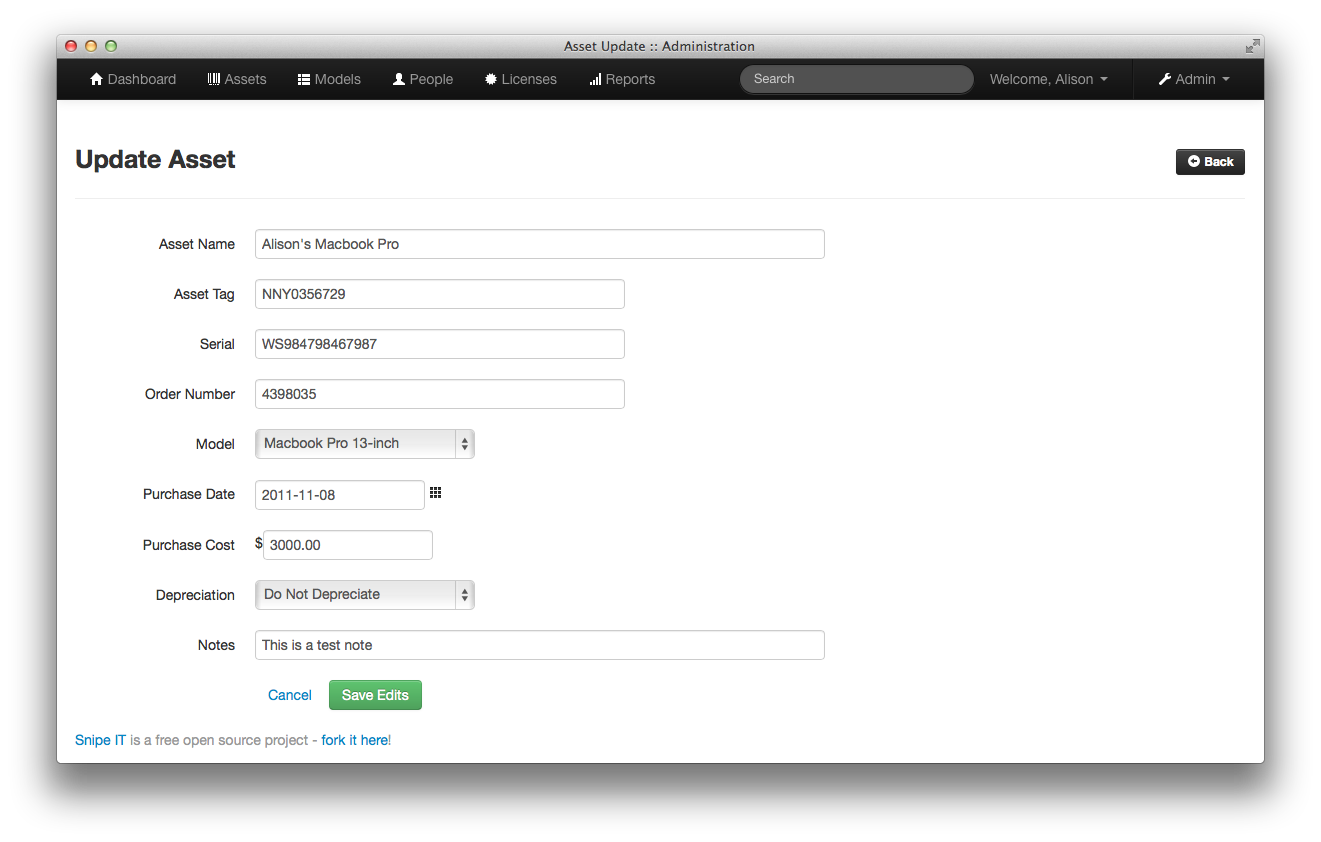 Asset Update :: Administration
Dashboard Assets Models People Licenses Reports Search Welcome, Alison Admin
Update Asset
Back
Asset Name Alison's Macbook Pro
Asset Tag NNY0356729
Serial WS984798467987
Order Number 4398035
Model Macbook Pro 13-inch
Purchase Date 2011-11-08
Purchase Cost $ 3000.00
Depreciation Do Not Depreciate
Notes This is a test note
Cancel Save Edits
Snipe IT is a free open source project - fork it here!